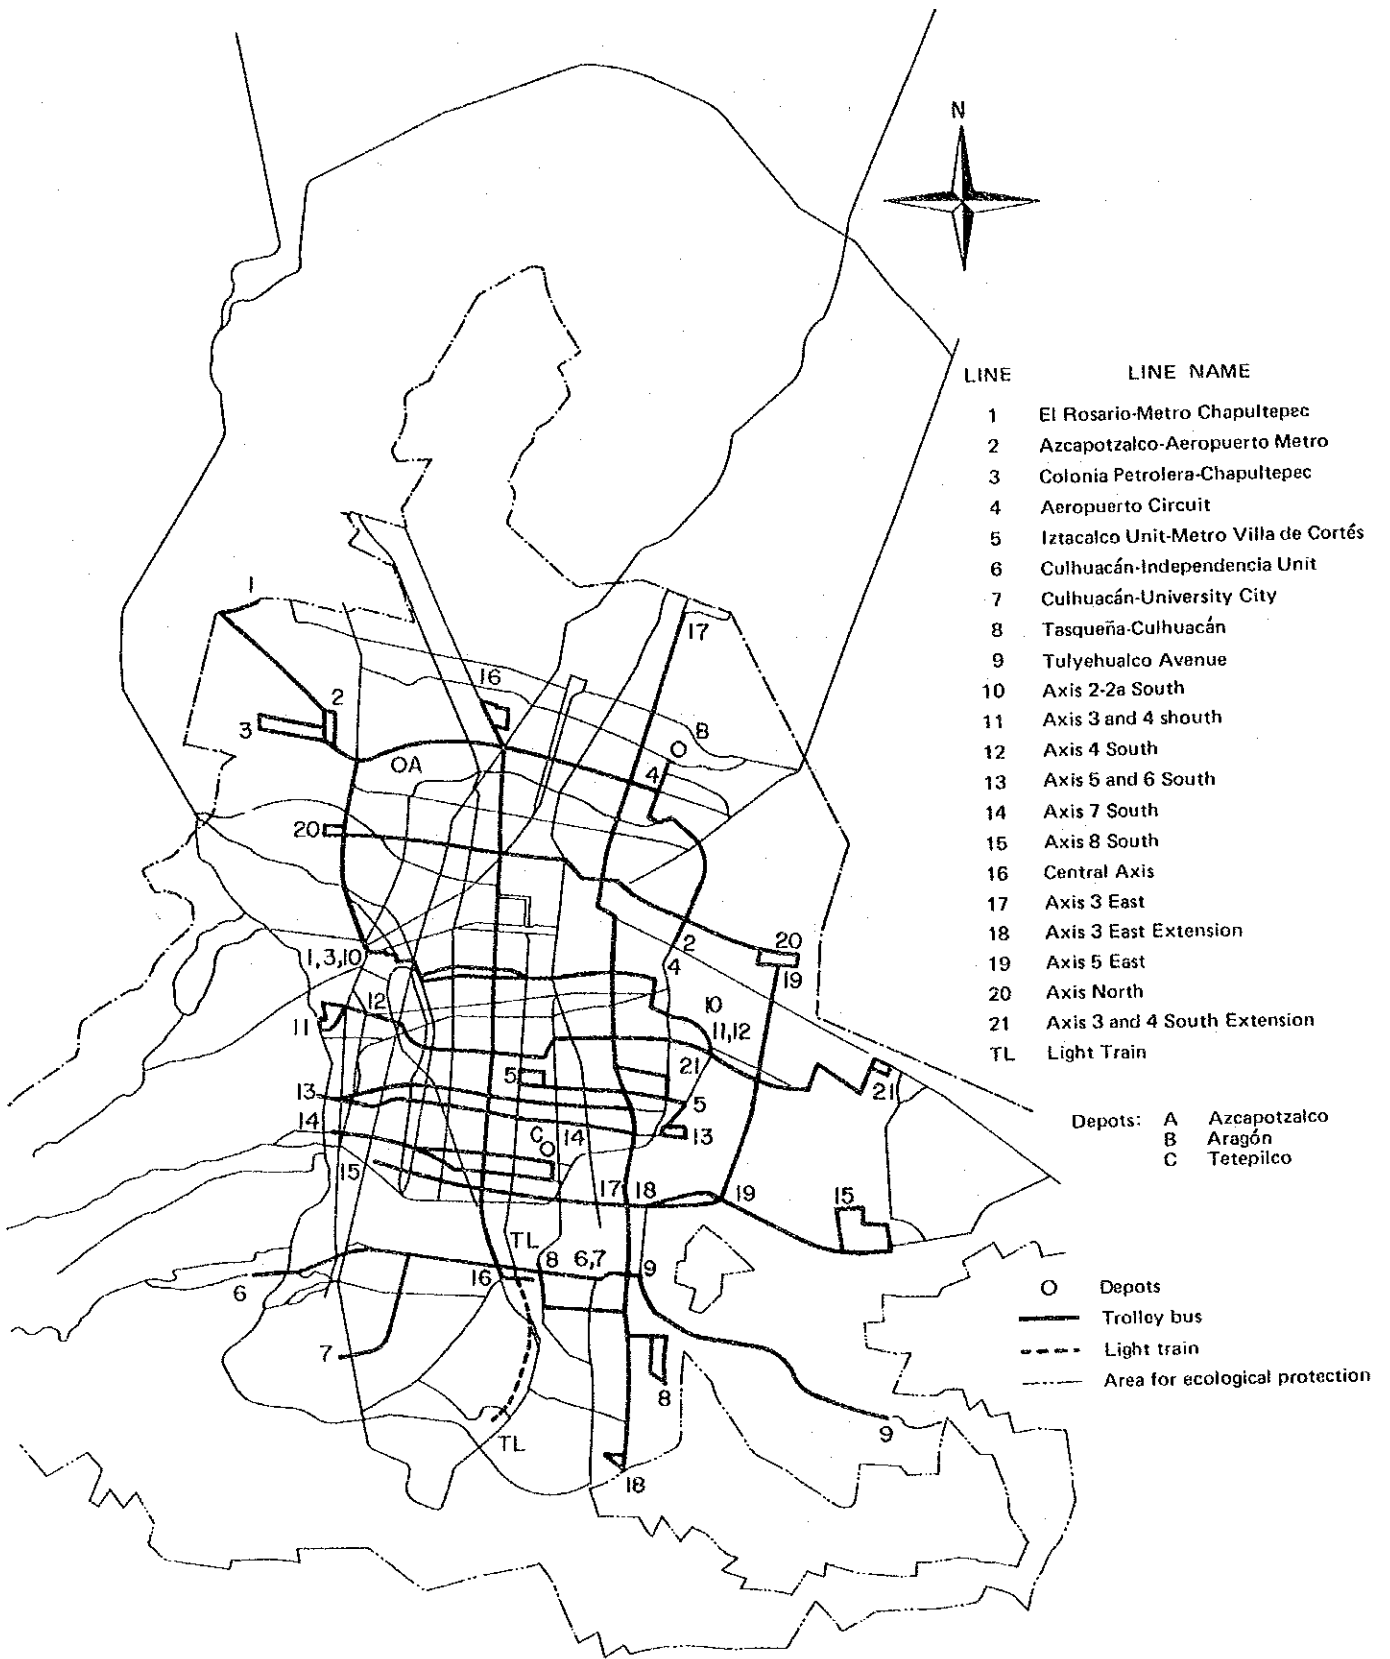 N
LINE LINE NAME
1 El Rosario-Metro Chapultepec
2 Azcapotzalco-Aeropuerto Metro
3 Colonia Petrolera-Chapultepec
4 Aeropuerto Circuit
5 Iztacalco Unit-Metro Villa de Cortés
6 Culhuacán-Independencia Unit
7 Culhuacán-University City
8 Tasqueña-Culhuacán
9 Tulyehualco Avenue
10 Axis 2-2a South
11 Axis 3 and 4 shouth
12 Axis 4 South
13 Axis 5 and 6 South
14 Axis 7 South
15 Axis 8 South
16 Central Axis
17 Axis 3 East
18 Axis 3 East Extension
19 Axis 5 East
20 Axis North
21 Axis 3 and 4 South Extension
TL Light Train
Depots: A Azcapotzalco
B Aragón
C Tetepilco
O Depots
Trolley bus
Light train
Area for ecological protection
1
17
16
2
3
B
O
OA
4
20
2
20
1,3,10
4
19
12
10
11
11,12
21
5
21
13
5
14
C
O
14
13
15
17
18
19
15
TL
8
6,7
9
6
16
7
8
9
TL
18